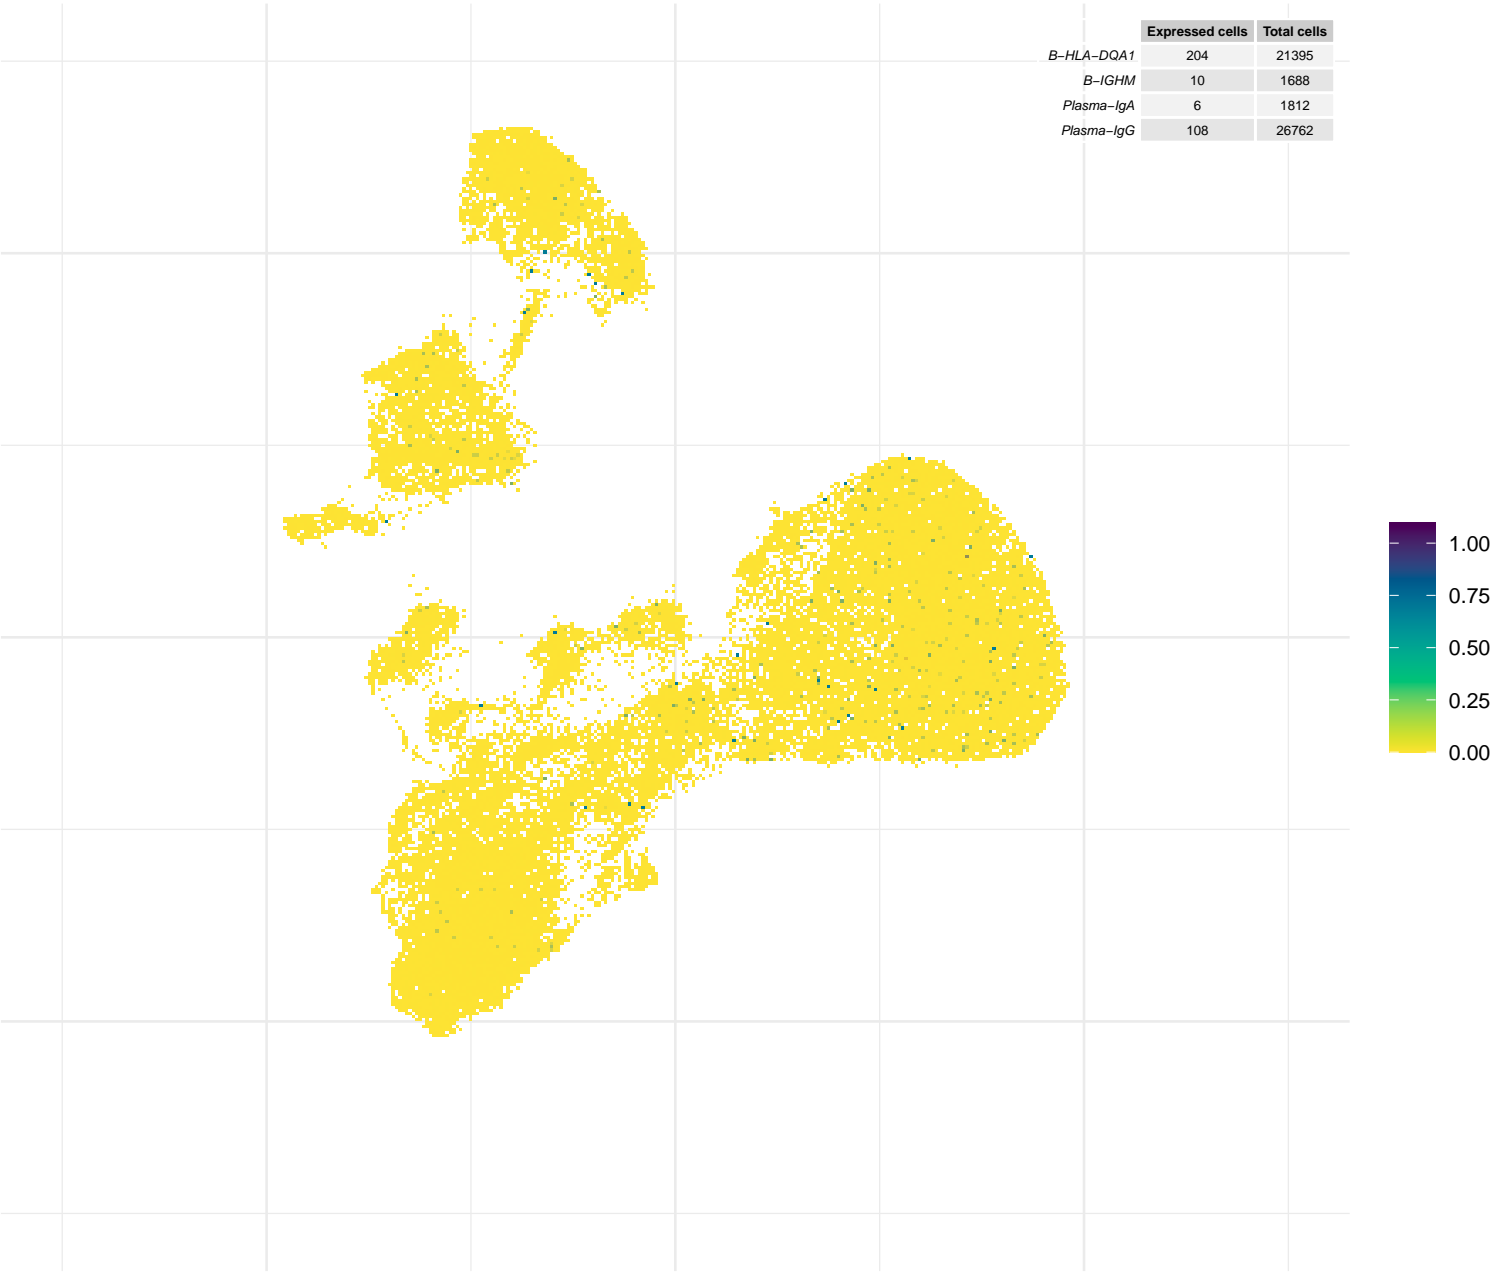 Expressed cells Total cells
B−HLA−DQA1 204 21395
B−IGHM 10 1688
Plasma−IgA 6 1812
Plasma−IgG 108 26762
1.00
0.75
0.50
0.25
0.00